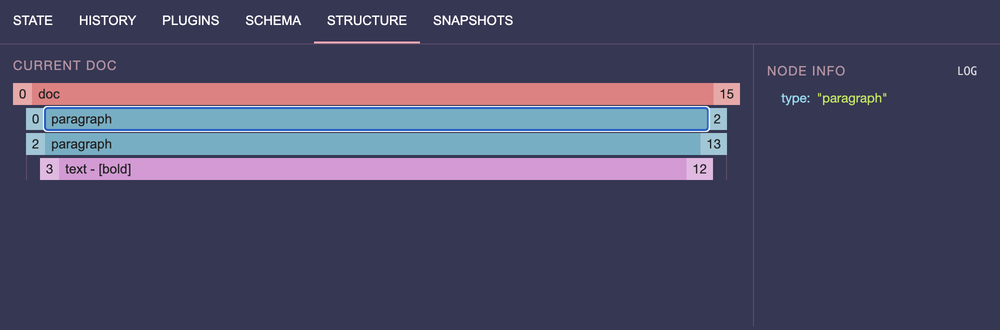 STATE HISTORY PLUGINS SCHEMA STRUCTURE SNAPSHOTS
CURRENT DOC
0 doc 15
0 paragraph 2
2 paragraph 13
3 text - [bold] 12
NODE INFO LOG
type: "paragraph"